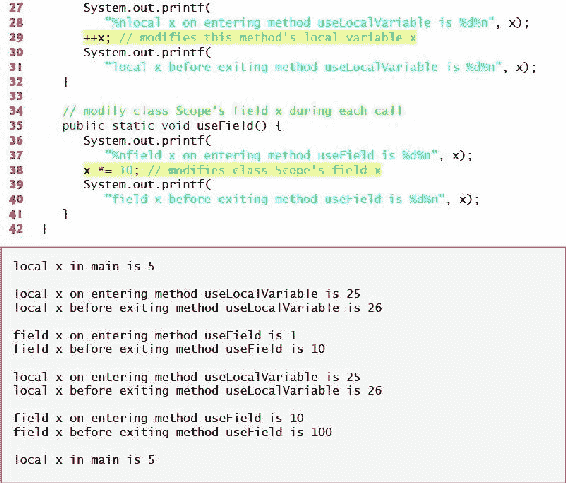 27 System.out.printf(
28 "%nlocal x on entering method useLocalVariable is %d%n", x);
29 ++x; // modifies this method's local variable x
30 System.out.printf(
31 "local x before exiting method useLocalVariable is %d%n", x);
32 }
33
34 // modify class Scope's field x during each call
35 public static void useField() {
36 System.out.printf(
37 "%nfield x on entering method useField is %d%n", x);
38 x *= 10; // modifies class Scope's field x
39 System.out.printf(
40 "field x before exiting method useField is %d%n", x);
41 }
42 }
local x in main is 5
local x on entering method useLocalVariable is 25
local x before exiting method useLocalVariable is 26
field x on entering method useField is 1
field x before exiting method useField is 10
local x on entering method useLocalVariable is 25
local x before exiting method useLocalVariable is 26
field x on entering method useField is 10
field x before exiting method useField is 100
local x in main is 5